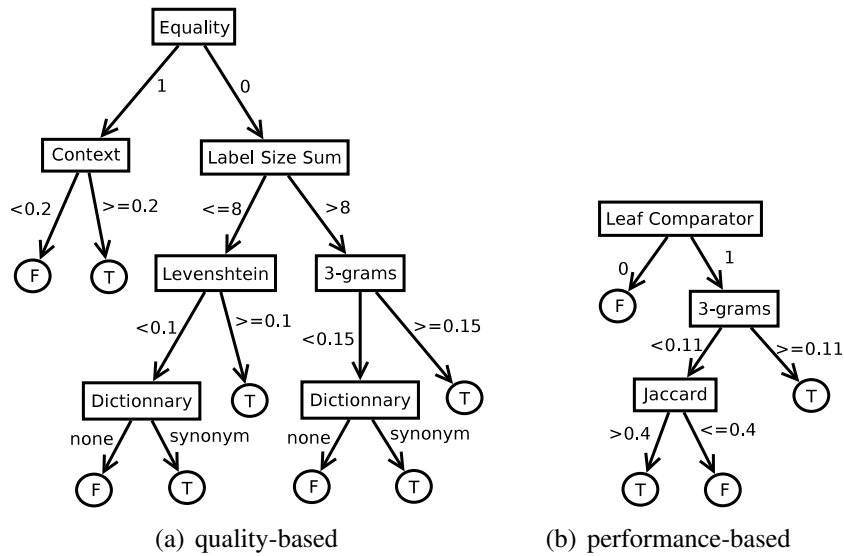 Equality
1
0
Context
Label Size Sum
<0.2
>=0.2
<=8
>8
F
T
Levenshtein
3-grams
<0.1
>=0.1
<0.15
>=0.15
Dictionnary
T
Dictionnary
T
none
synonym
none
synonym
F
T
F
T
(a) quality-based
Leaf Comparator
0
1
F
3-grams
<0.11
>=0.11
Jaccard
T
>0.4
<=0.4
T
F
(b) performance-based